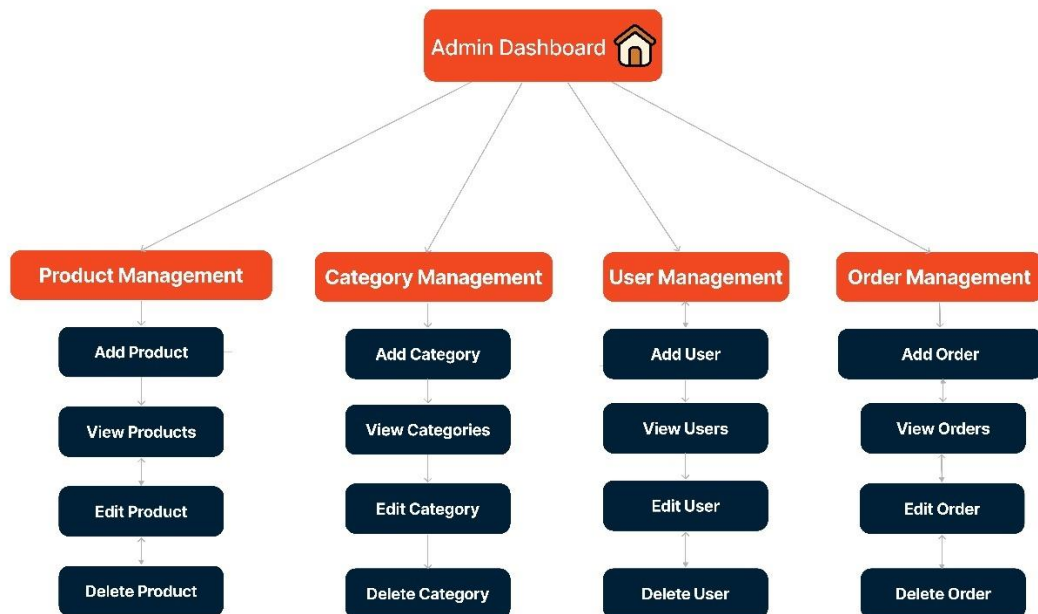 Admin Dashboard
Product Management
Category Management
User Management
Order Management
Add Product
Add Category
Add User
Add Order
View Products
View Categories
View Users
View Orders
Edit Product
Edit Category
Edit User
Edit Order
Delete Product
Delete Category
Delete User
Delete Order